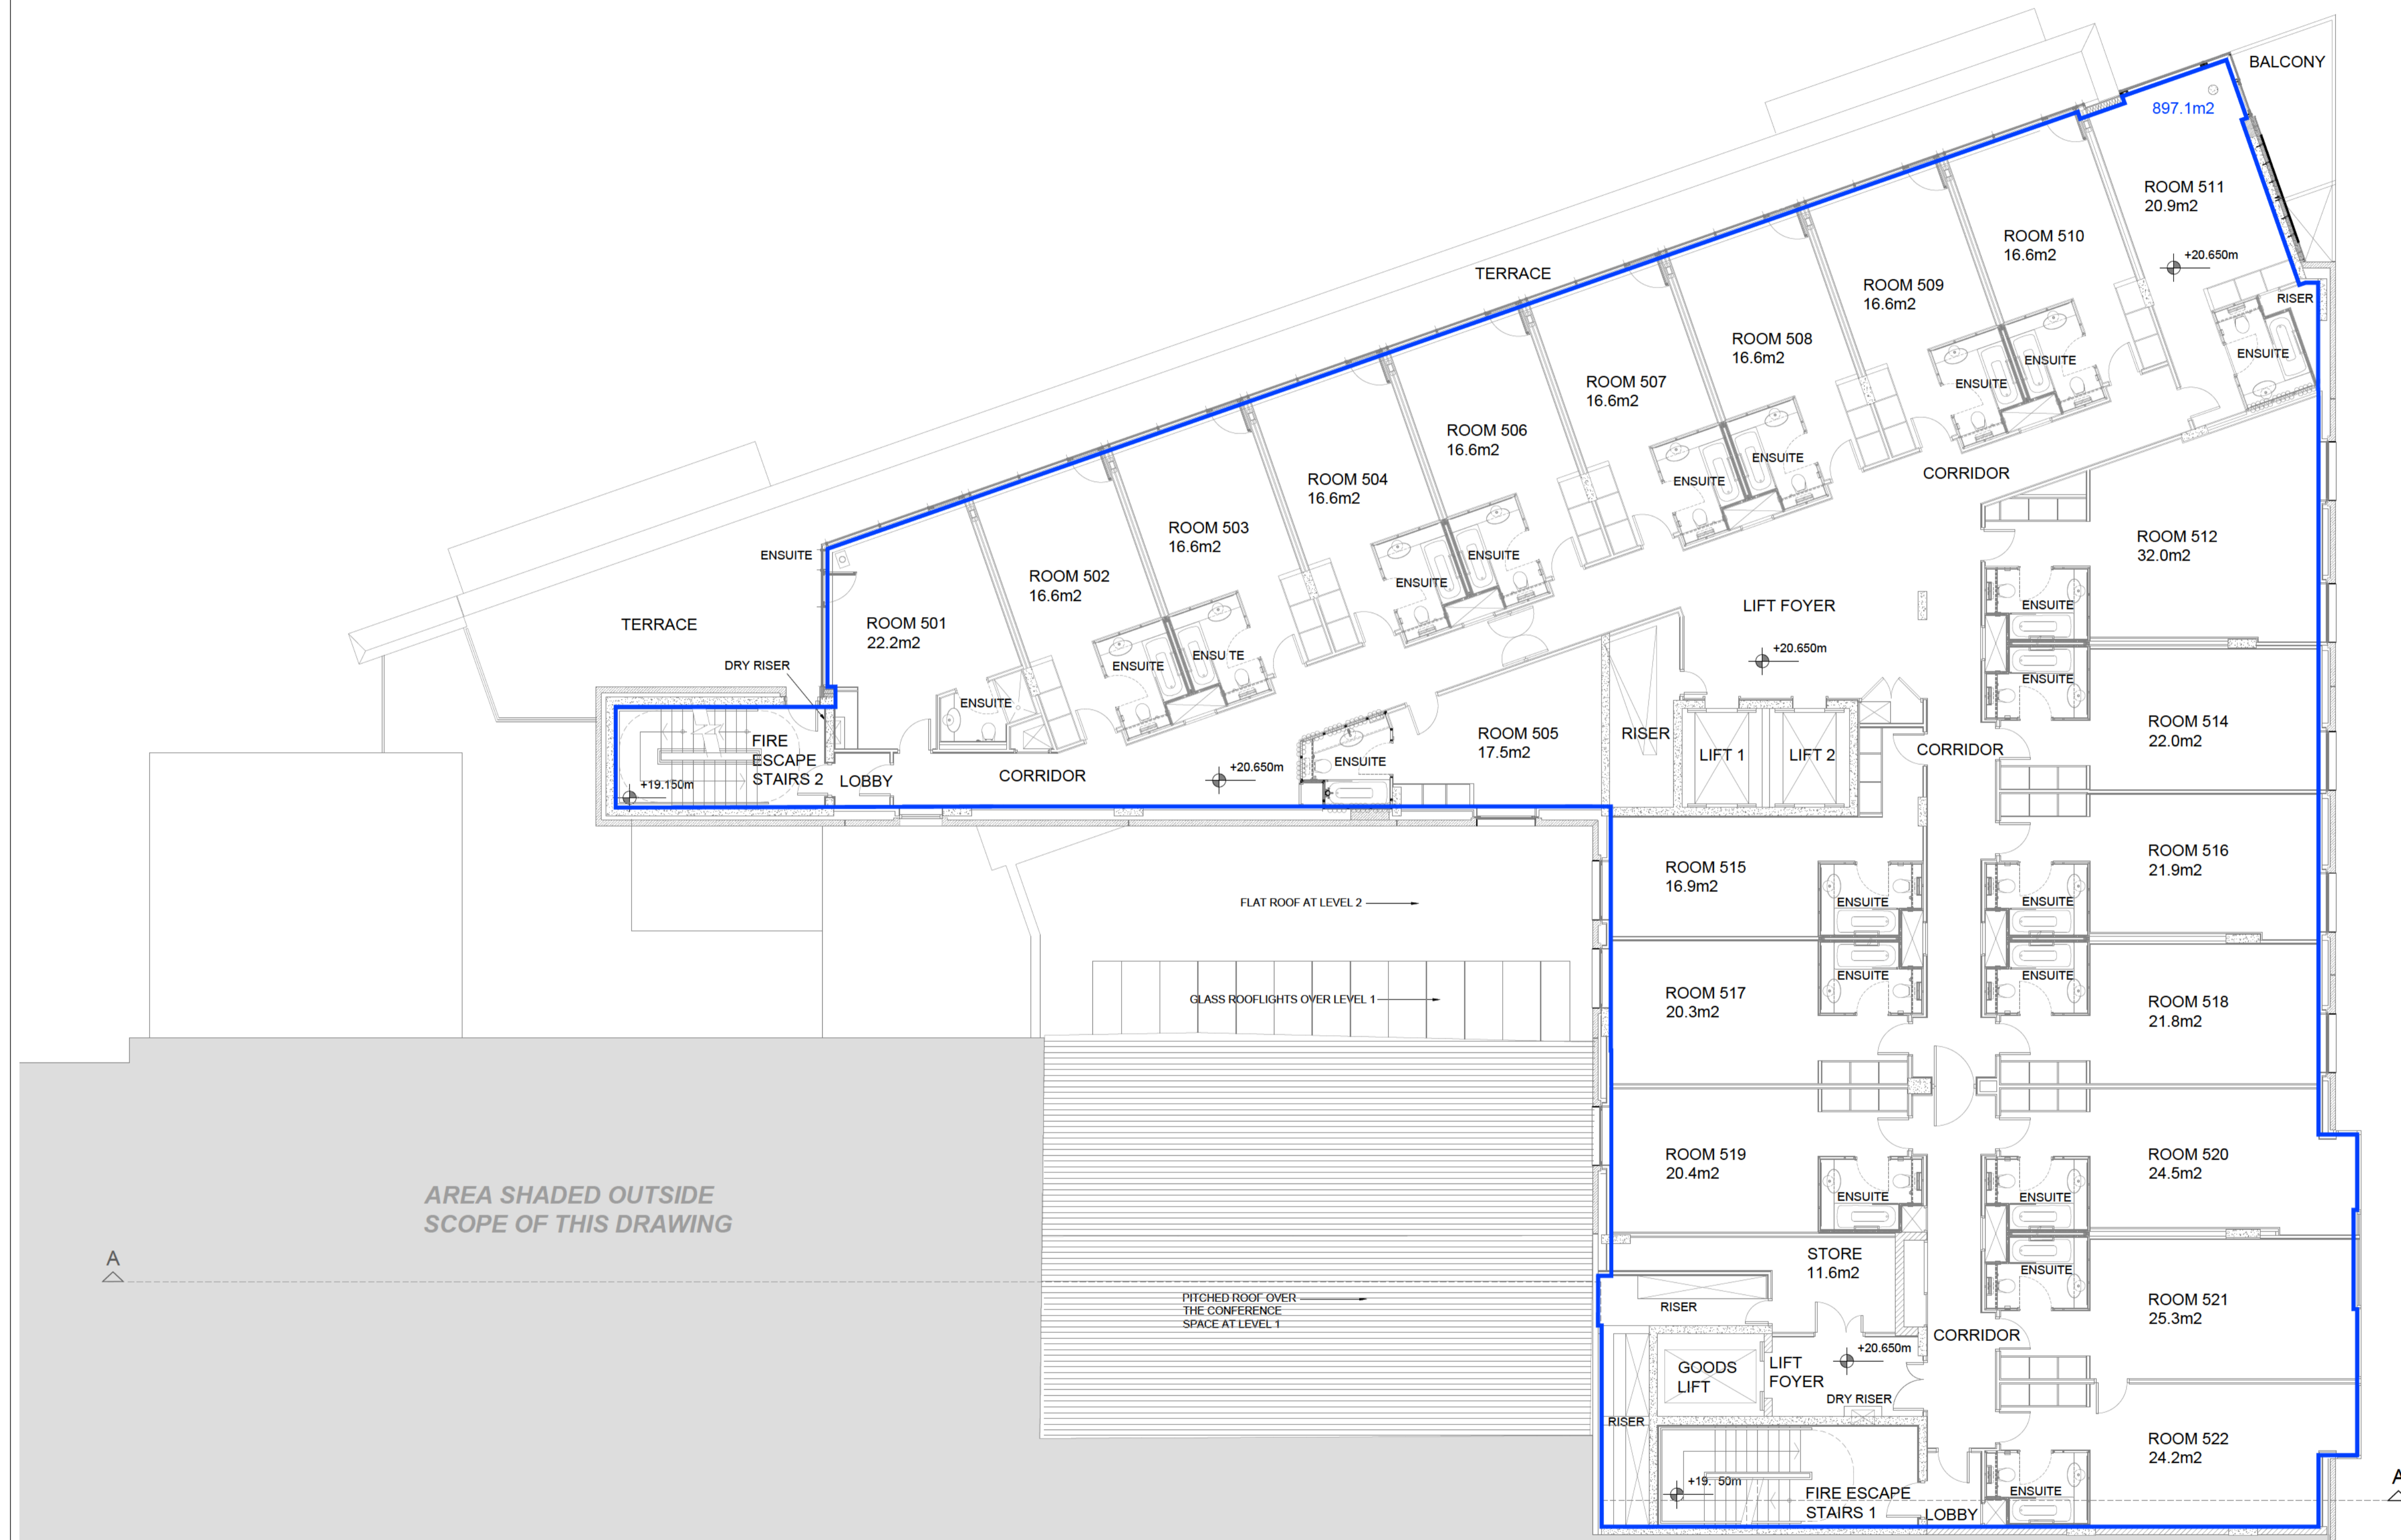 BALCONY
897.1m2
ROOM 511
20.9m2
+20.650m
RISER
ENSUITE
ROOM 510
16.6m2
ENSUITE
ROOM 509
16.6m2
ENSUITE
TERRACE
ROOM 508
16.6m2
ENSUITE
ROOM 507
16.6m2
ENSUITE
ROOM 506
16.6m2
ENSUITE
ROOM 504
16.6m2
ENSUITE
ROOM 503
16.6m2
ENSU TE
ROOM 502
16.6m2
ENSUITE
ENSUITE
ROOM 501
22.2m2
ENSUITE
TERRACE
DRY RISER
FIRE
ESCAPE
STAIRS 2
+19.150m
LOBBY
CORRIDOR
+20.650m
ROOM 505
17.5m2
ENSUITE
RISER
LIFT 1
LIFT 2
LIFT FOYER
+20.650m
CORRIDOR
CORRIDOR
ROOM 512
32.0m2
ENSUITE
ENSUITE
ROOM 514
22.0m2
ROOM 515
16.9m2
ENSUITE
ROOM 516
21.9m2
ENSUITE
ROOM 517
20.3m2
ENSUITE
ROOM 518
21.8m2
ENSUITE
ROOM 519
20.4m2
ENSUITE
ROOM 520
24.5m2
ENSUITE
FLAT ROOF AT LEVEL 2
GLASS ROOFLIGHTS OVER LEVEL 1
AREA SHADED OUTSIDE
SCOPE OF THIS DRAWING
A
PITCHED ROOF OVER
THE CONFERENCE
SPACE AT LEVEL 1
STORE
11.6m2
RISER
ENSUITE
ROOM 521
25.3m2
CORRIDOR
GOODS
LIFT
LIFT
FOYER
+20.650m
DRY RISER
RISER
ROOM 522
24.2m2
ENSUITE
+19. 50m
FIRE ESCAPE
STAIRS 1
LOBBY
A